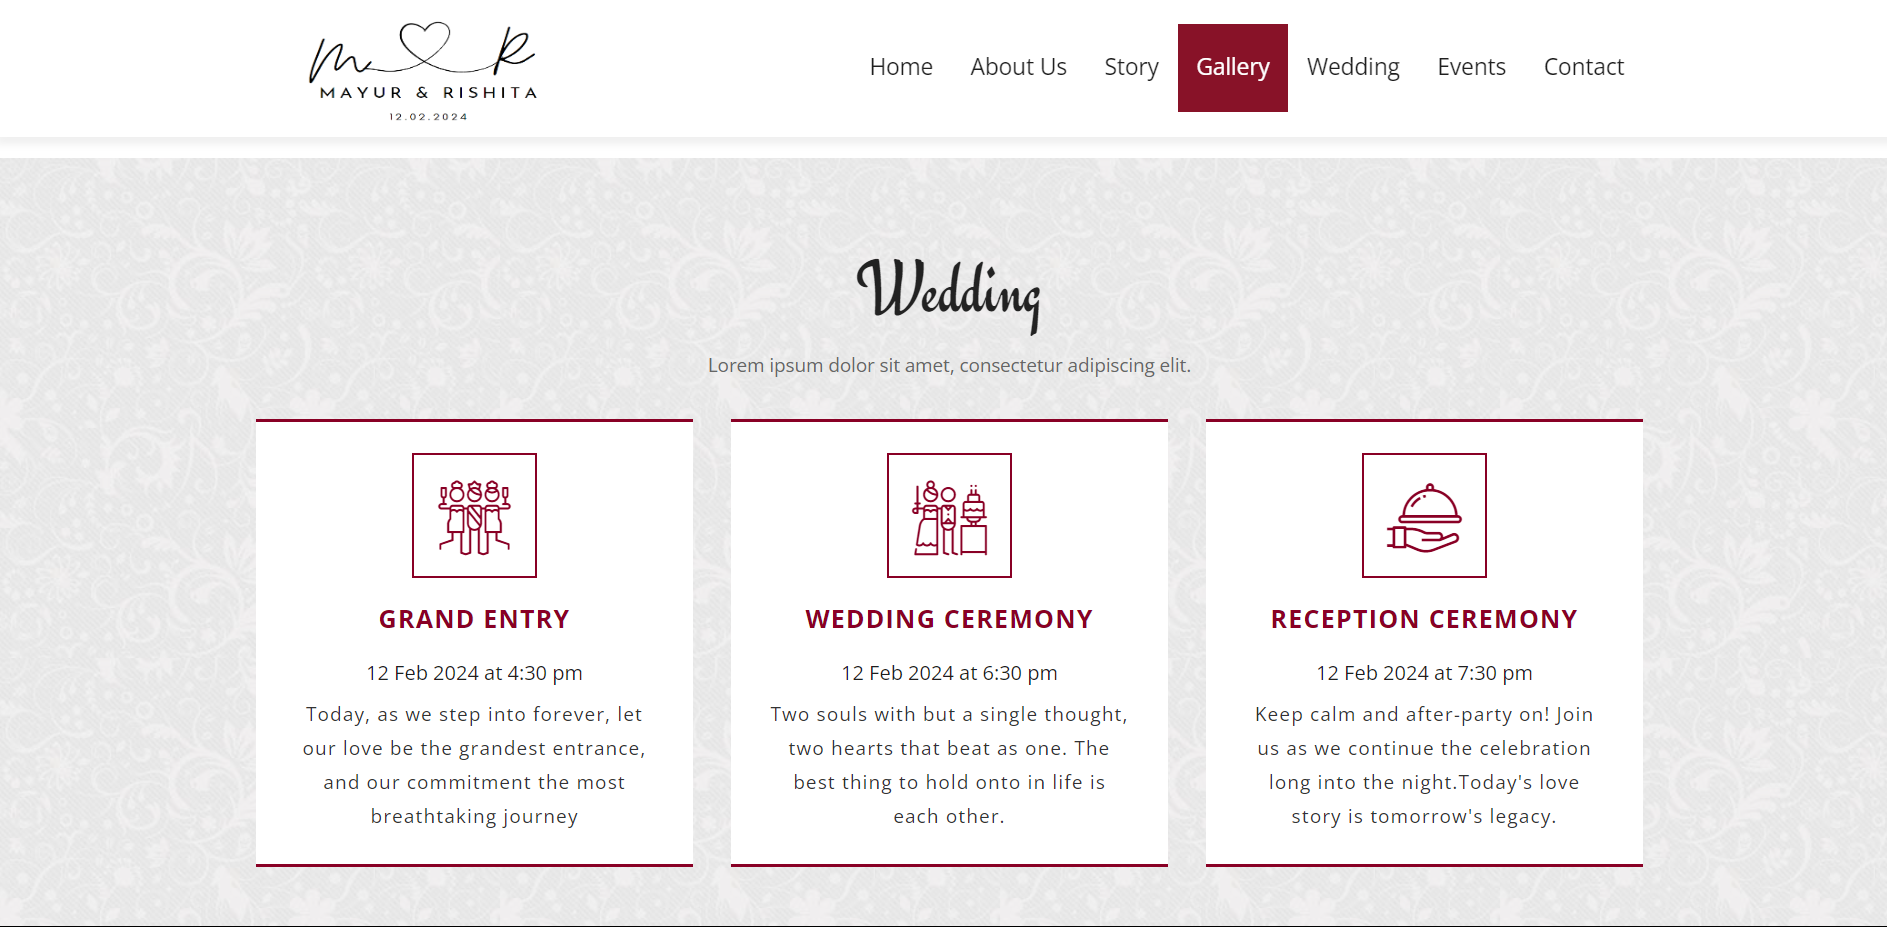 M R
MAYUR & RISHITA
12.02.2024
Home About Us Story Gallery Wedding Events Contact
Wedding
Lorem ipsum dolor sit amet, consectetur adipiscing elit.
GRAND ENTRY
12 Feb 2024 at 4:30 pm
Today, as we step into forever, let
our love be the grandest entrance,
and our commitment the most
breathtaking journey
WEDDING CEREMONY
12 Feb 2024 at 6:30 pm
Two souls with but a single thought,
two hearts that beat as one. The
best thing to hold onto in life is
each other.
RECEPTION CEREMONY
12 Feb 2024 at 7:30 pm
Keep calm and after-party on! Join
us as we continue the celebration
long into the night.Today's love
story is tomorrow's legacy.